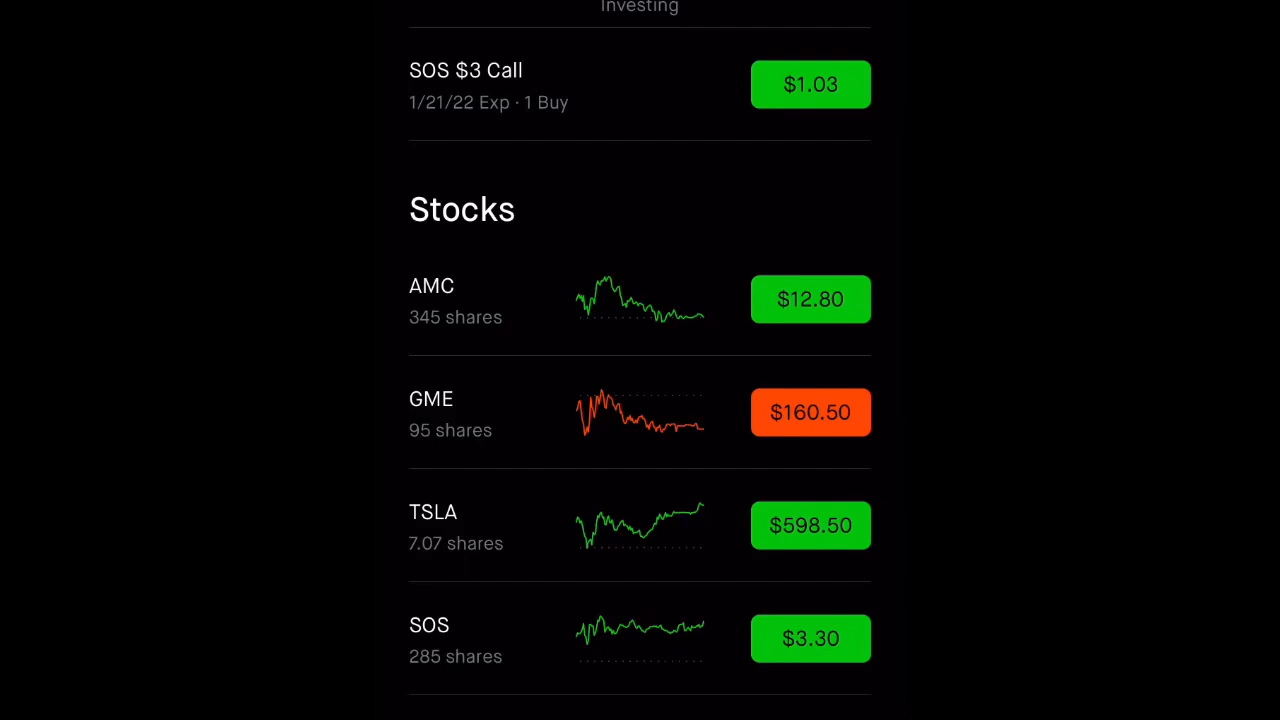 Investing
SOS $3 Call
1/21/22 Exp · 1 Buy
$1.03
Stocks
AMC
345 shares
$12.80
GME
95 shares
$160.50
TSLA
7.07 shares
$598.50
SOS
285 shares
$3.30